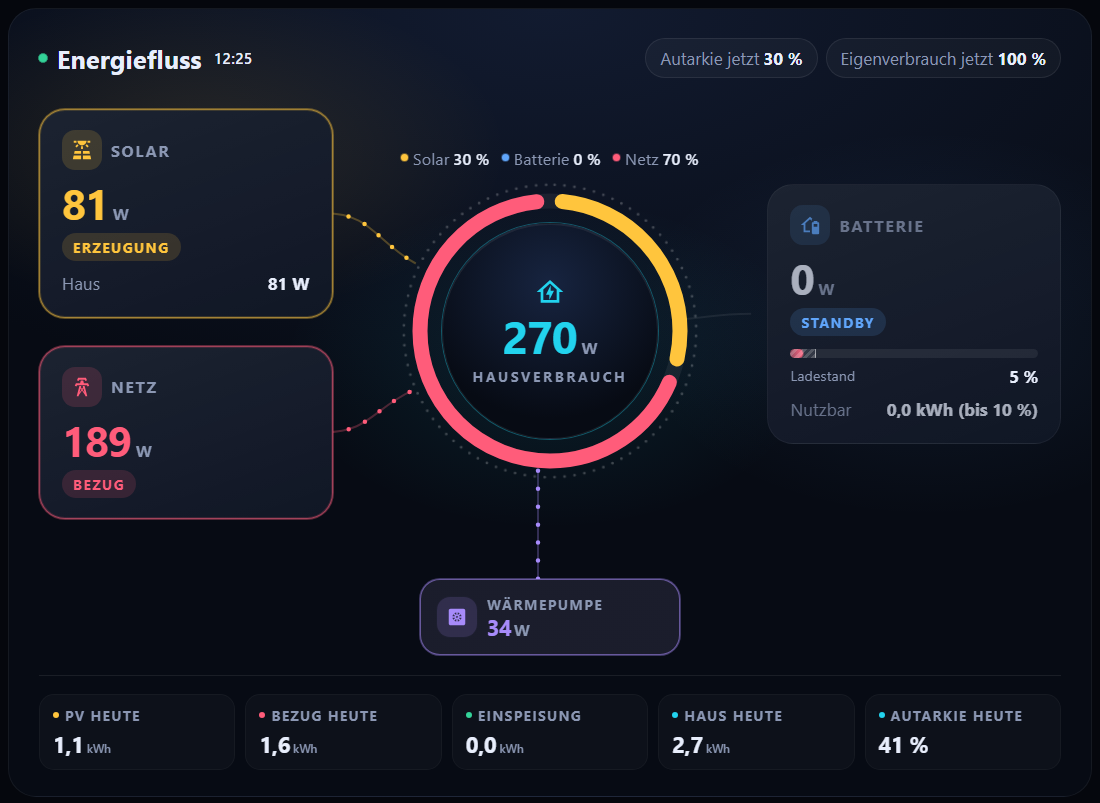 Energiefluss 12:25
Autarkie jetzt 30 %
Eigenverbrauch jetzt 100 %
SOLAR
81 W
ERZEUGUNG
Haus 81 W
NETZ
189 W
BEZUG
Solar 30 % Batterie 0 % Netz 70 %
270 W
HAUSVERBRAUCH
BATTERIE
0 W
STANDBY
Ladestand 5 %
Nutzbar 0,0 kWh (bis 10 %)
WÄRMEPUMPE
34 W
PV HEUTE
1,1 kWh
BEZUG HEUTE
1,6 kWh
EINSPEISUNG
0,0 kWh
HAUS HEUTE
2,7 kWh
AUTARKIE HEUTE
41 %